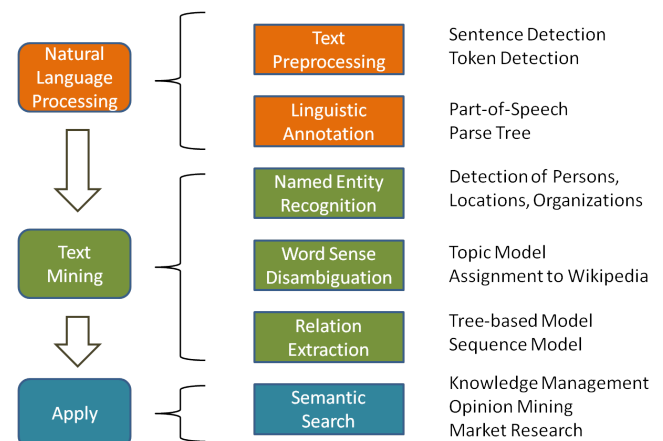 Natural
Language
Processing
Text
Preprocessing
Sentence Detection
Token Detection
Linguistic
Annotation
Part-of-Speech
Parse Tree
Named Entity
Recognition
Detection of Persons,
Locations, Organizations
Text
Mining
Word Sense
Disambiguation
Topic Model
Assignment to Wikipedia
Relation
Extraction
Tree-based Model
Sequence Model
Apply
Semantic
Search
Knowledge Management
Opinion Mining
Market Research